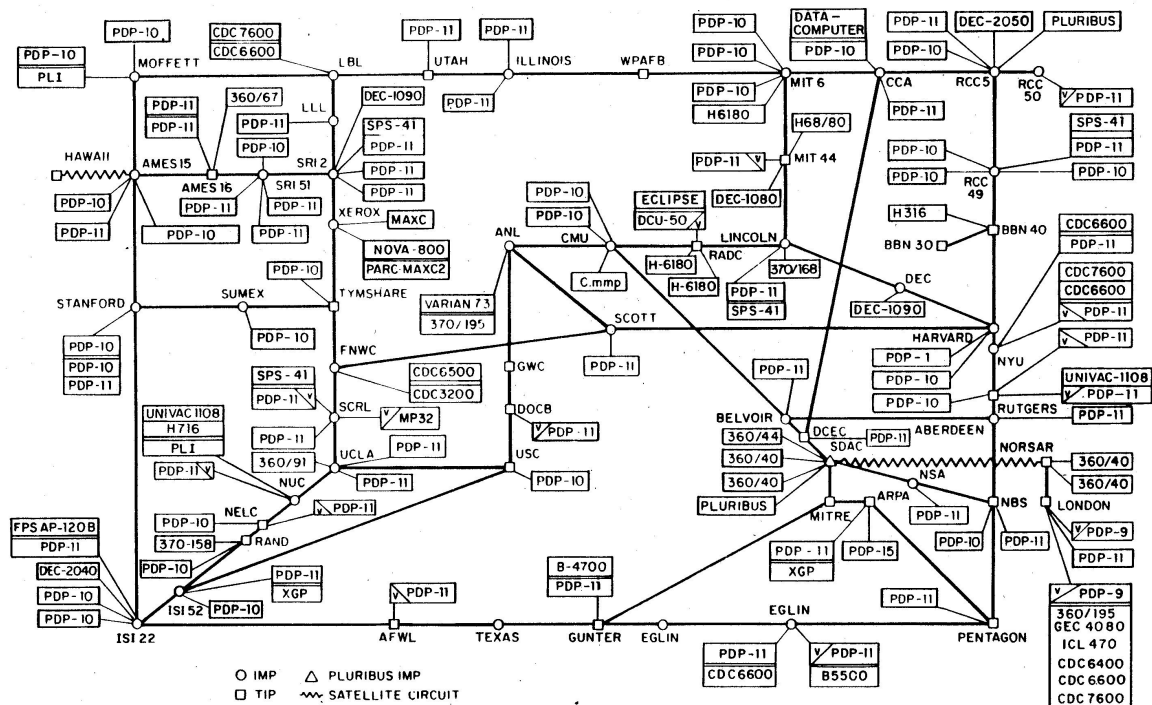 PDP-10
CDC 7600
CDC 6600
PDP-11
PDP-11
PDP-10
PDP-10
PDP-10
H6180
DATA-
COMPUTER
PDP-10
PDP-11
PDP-10
DEC-2050
PLURIBUS
PDP-10
PLI
MOFFETT
LBL
UTAH
ILLINOIS
WPAFB
MIT 6
CCA
RCC5
RCC
50
PDP-11
PDP-11
PDP-11
V PDP-11
PDP-11
PDP-11
360/67
LLL
PDP-11
DEC-1090
SPS-41
PDP-11
PDP-11
PDP-11
H68/80
PDP-11 V
MIT 44
DEC-1080
SPS-41
PDP-11
PDP-10
PDP-10
PDP-10
RCC
49
HAWAII
AMES 15
AMES 16
PDP-10
SRI 51
SRI 2
PDP-10
PDP-11
PDP-10
PDP-11
PDP-11
XEROX
MAXC
NOVA-800
PARC-MAXC2
PDP-10
PDP-10
ECLIPSE
DCU-50 V
H316
BBN 40
BBN 30
CDC6600
PDP-11
ANL
CMU
C.mmp
H-6180
RADC
H-6180
LINCOLN
370/168
PDP-11
SPS-41
DEC
DEC-1090
CDC7600
CDC6600
V PDP-11
V PDP-11
PDP-10
STANFORD
SUMEX
TYMSHARE
PDP-10
VARIAN 73
370/195
SCOTT
PDP-11
HARVARD
NYU
PDP-10
PDP-10
PDP-11
FNWC
CDC6500
CDC3200
GWC
PDP-11
PDP-1
PDP-10
PDP-10
UNIVAC-1108
V PDP-11
RUTGERS
PDP-11
SPS-41
PDP-11 V
SCRL
V MP32
DOCB
V PDP-11
BELVOIR
ABERDEEN
UNIVAC 1108
H716
PLI
PDP-11 V
PDP-11
360/91
UCLA
PDP-11
PDP-11
USC
PDP-10
DCEC
PDP-11
SDAC
360/44
360/40
360/40
PLURIBUS
NORSAR
360/40
360/40
NSA
PDP-11
NUC
NELC
PDP-10
V PDP-11
RAND
370-158
PDP-10
MITRE
ARPA
PDP-11
XGP
PDP-15
NBS
PDP-10
PDP-11
LONDON
V PDP-9
PDP-11
FPS AP-120B
PDP-11
DEC-2040
PDP-10
PDP-10
ISI 22
ISI 52
PDP-11
XGP
PDP-10
V PDP-11
AFWL
TEXAS
B-4700
PDP-11
GUNTER
EGLIN
EGLIN
PDP-11
CDC6600
V PDP-11
B5500
PDP-11
PENTAGON
V PDP-9
360/195
GEC 4080
ICL 470
CDC6400
CDC6600
CDC 7600
IMP
PLURIBUS IMP
TIP
SATELLITE CIRCUIT